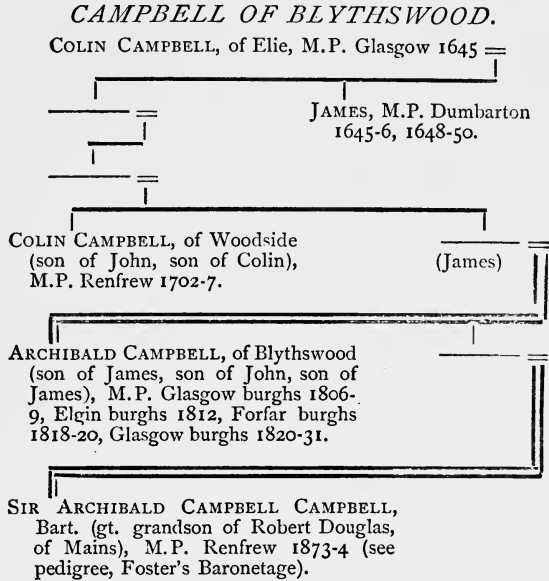 CAMPBELL OF BLYTHSWOOD.
COLIN CAMPBELL, of Elie, M.P. Glasgow 1645
JAMES, M.P. Dumbarton
1645-6, 1648-50.
COLIN CAMPBELL, of Woodside
(son of John, son of Colin),
M.P. Renfrew 1702-7.
(James)
ARCHIBALD CAMPBELL, of Blythswood
(son of James, son of John, son of
James), M.P. Glasgow burghs 1806-
9, Elgin burghs 1812, Forfar burghs
1818-20, Glasgow burghs 1820-31.
SIR ARCHIBALD CAMPBELL CAMPBELL,
Bart. (gt. grandson of Robert Douglas,
of Mains), M.P. Renfrew 1873-4 (see
pedigree, Foster's Baronetage).